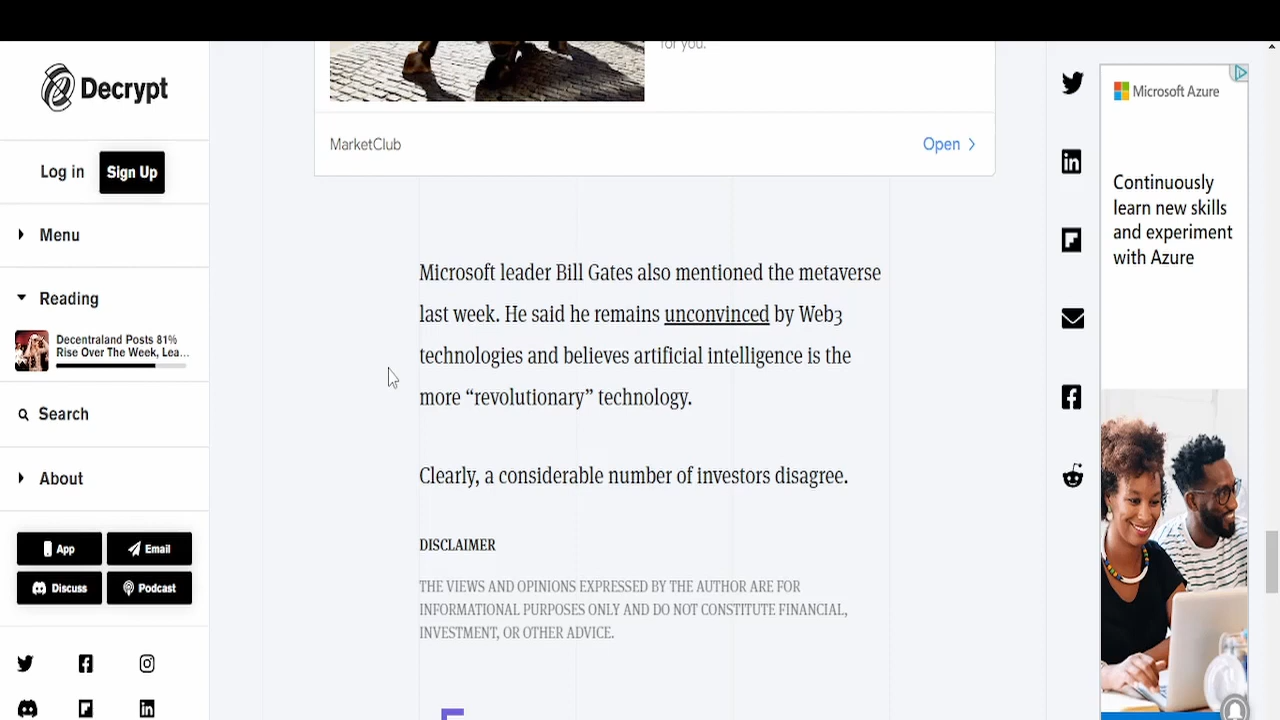 for you.
MarketClub
Open
Decrypt
Log in
Sign Up
Menu
Reading
Decentraland Posts 81%
Rise Over The Week, Lea...
Search
About
App
Email
Discuss
Podcast
Microsoft leader Bill Gates also mentioned the metaverse
last week. He said he remains unconvinced by Web3
technologies and believes artificial intelligence is the
more “revolutionary” technology.
Clearly, a considerable number of investors disagree.
DISCLAIMER
THE VIEWS AND OPINIONS EXPRESSED BY THE AUTHOR ARE FOR
INFORMATIONAL PURPOSES ONLY AND DO NOT CONSTITUTE FINANCIAL,
INVESTMENT, OR OTHER ADVICE.
Microsoft Azure
Continuously
learn new skills
and experiment
with Azure